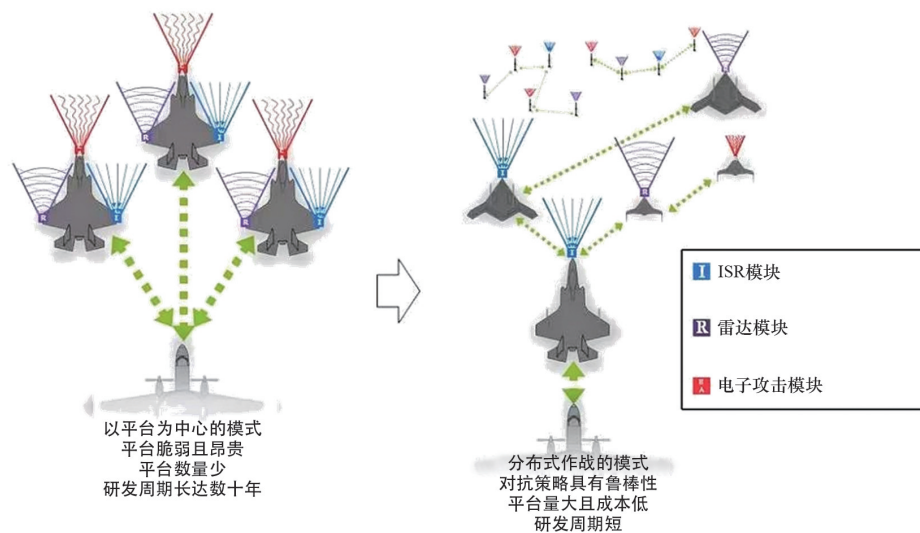 以平台为中心的模式
平台脆弱且昂贵
平台数量少
研发周期长达数十年
分布式作战的模式
对抗策略具有鲁棒性
平台量大且成本低
研发周期短
I ISR模块
R 雷达模块
电子攻击模块